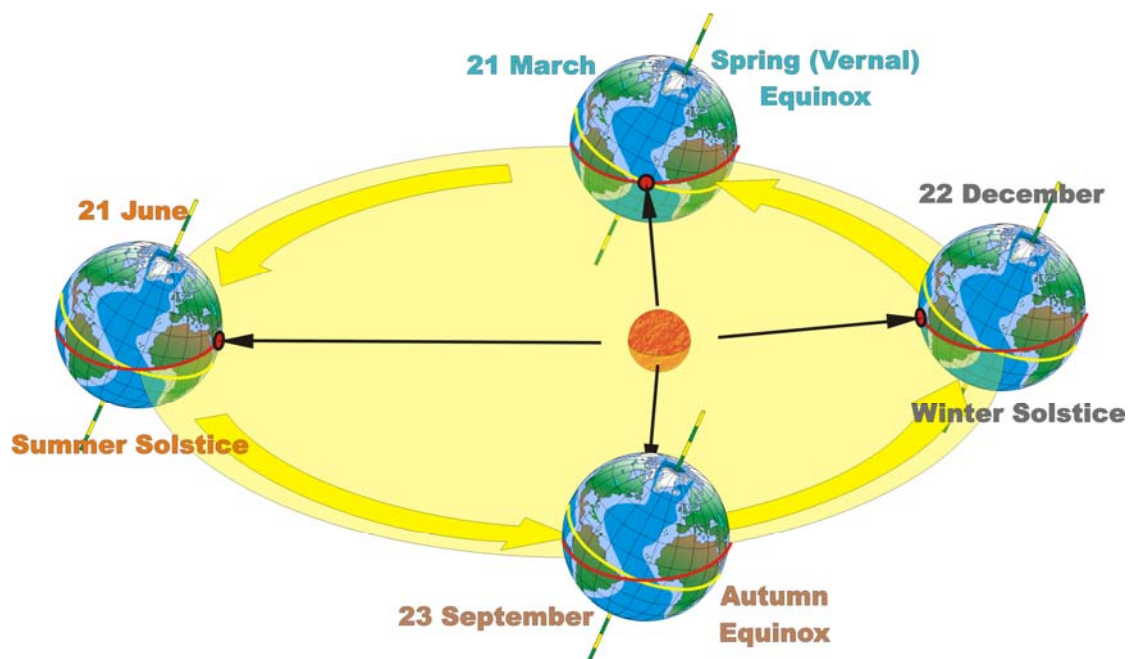 21 March
Spring (Vernal)
Equinox
21 June
22 December
Summer Solstice
Winter Solstice
23 September
Autumn
Equinox